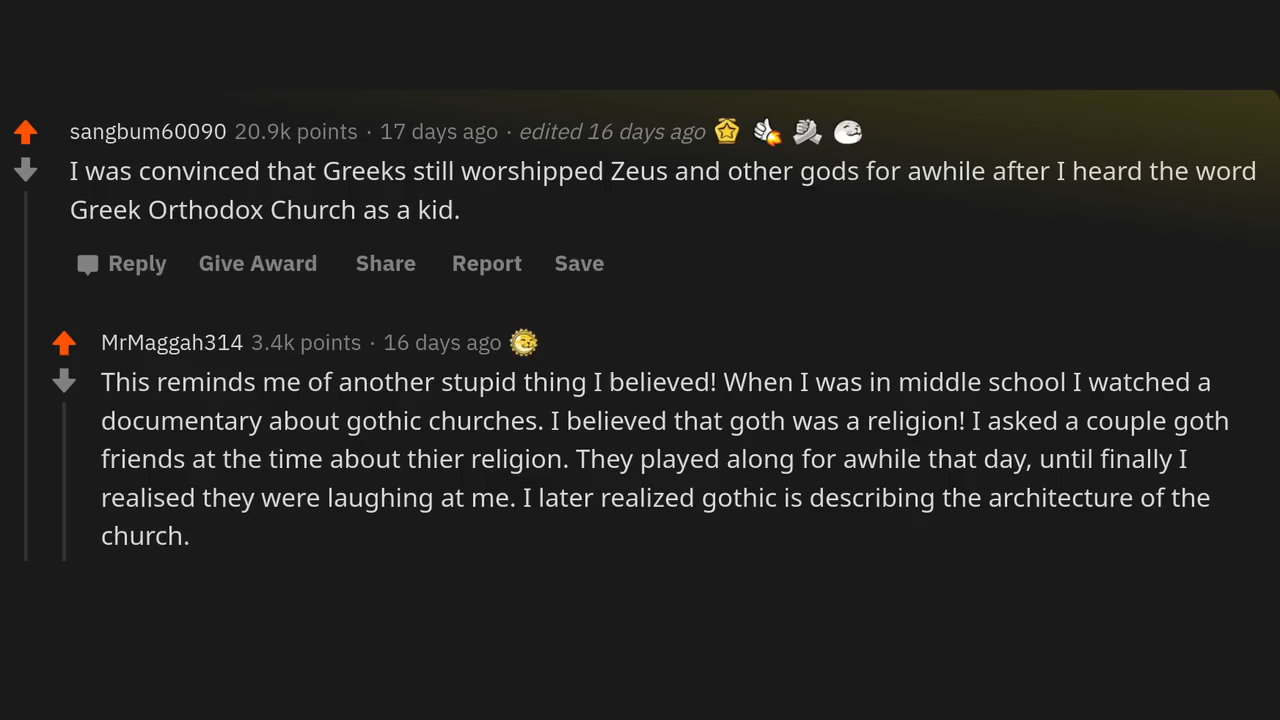 sangbum60090 20.9k points · 17 days ago · edited 16 days ago
I was convinced that Greeks still worshipped Zeus and other gods for awhile after I heard the word
Greek Orthodox Church as a kid.
Reply Give Award Share Report Save
MrMaggah314 3.4k points · 16 days ago
This reminds me of another stupid thing I believed! When I was in middle school I watched a
documentary about gothic churches. I believed that goth was a religion! I asked a couple goth
friends at the time about thier religion. They played along for awhile that day, until finally I
realised they were laughing at me. I later realized gothic is describing the architecture of the
church.